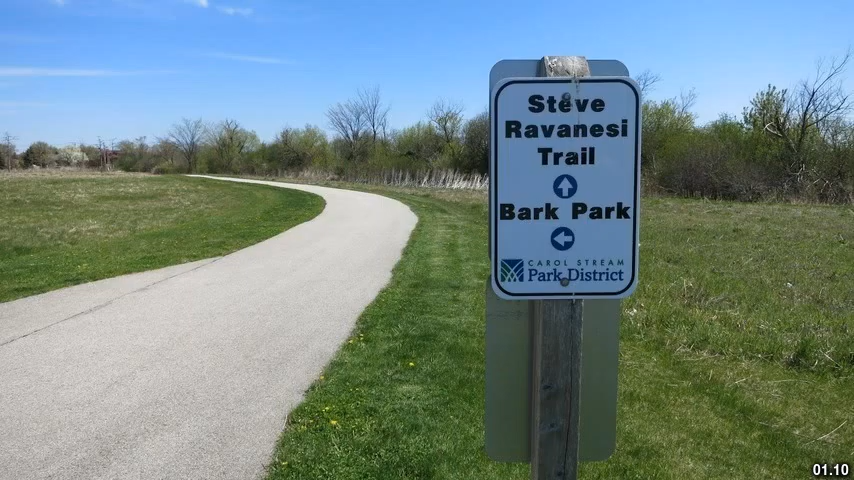 Steve
Ravanesi
Trail
Bark Park
CAROL STREAM
Park District
01.10